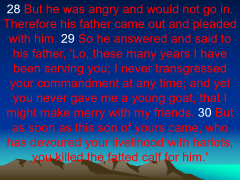 28 But he was angry and would not go in.
Therefore his father came out and pleaded
with him. 29 So he answered and said to
his father, 'Lo, these many years I have
been serving you; I never transgressed
your commandment at any time; and yet
you never gave me a young goat, that I
might make merry with my friends. 30 But
as soon as this son of yours came, who
has devoured your livelihood with harlots,
you killed the fatted calf for him.'